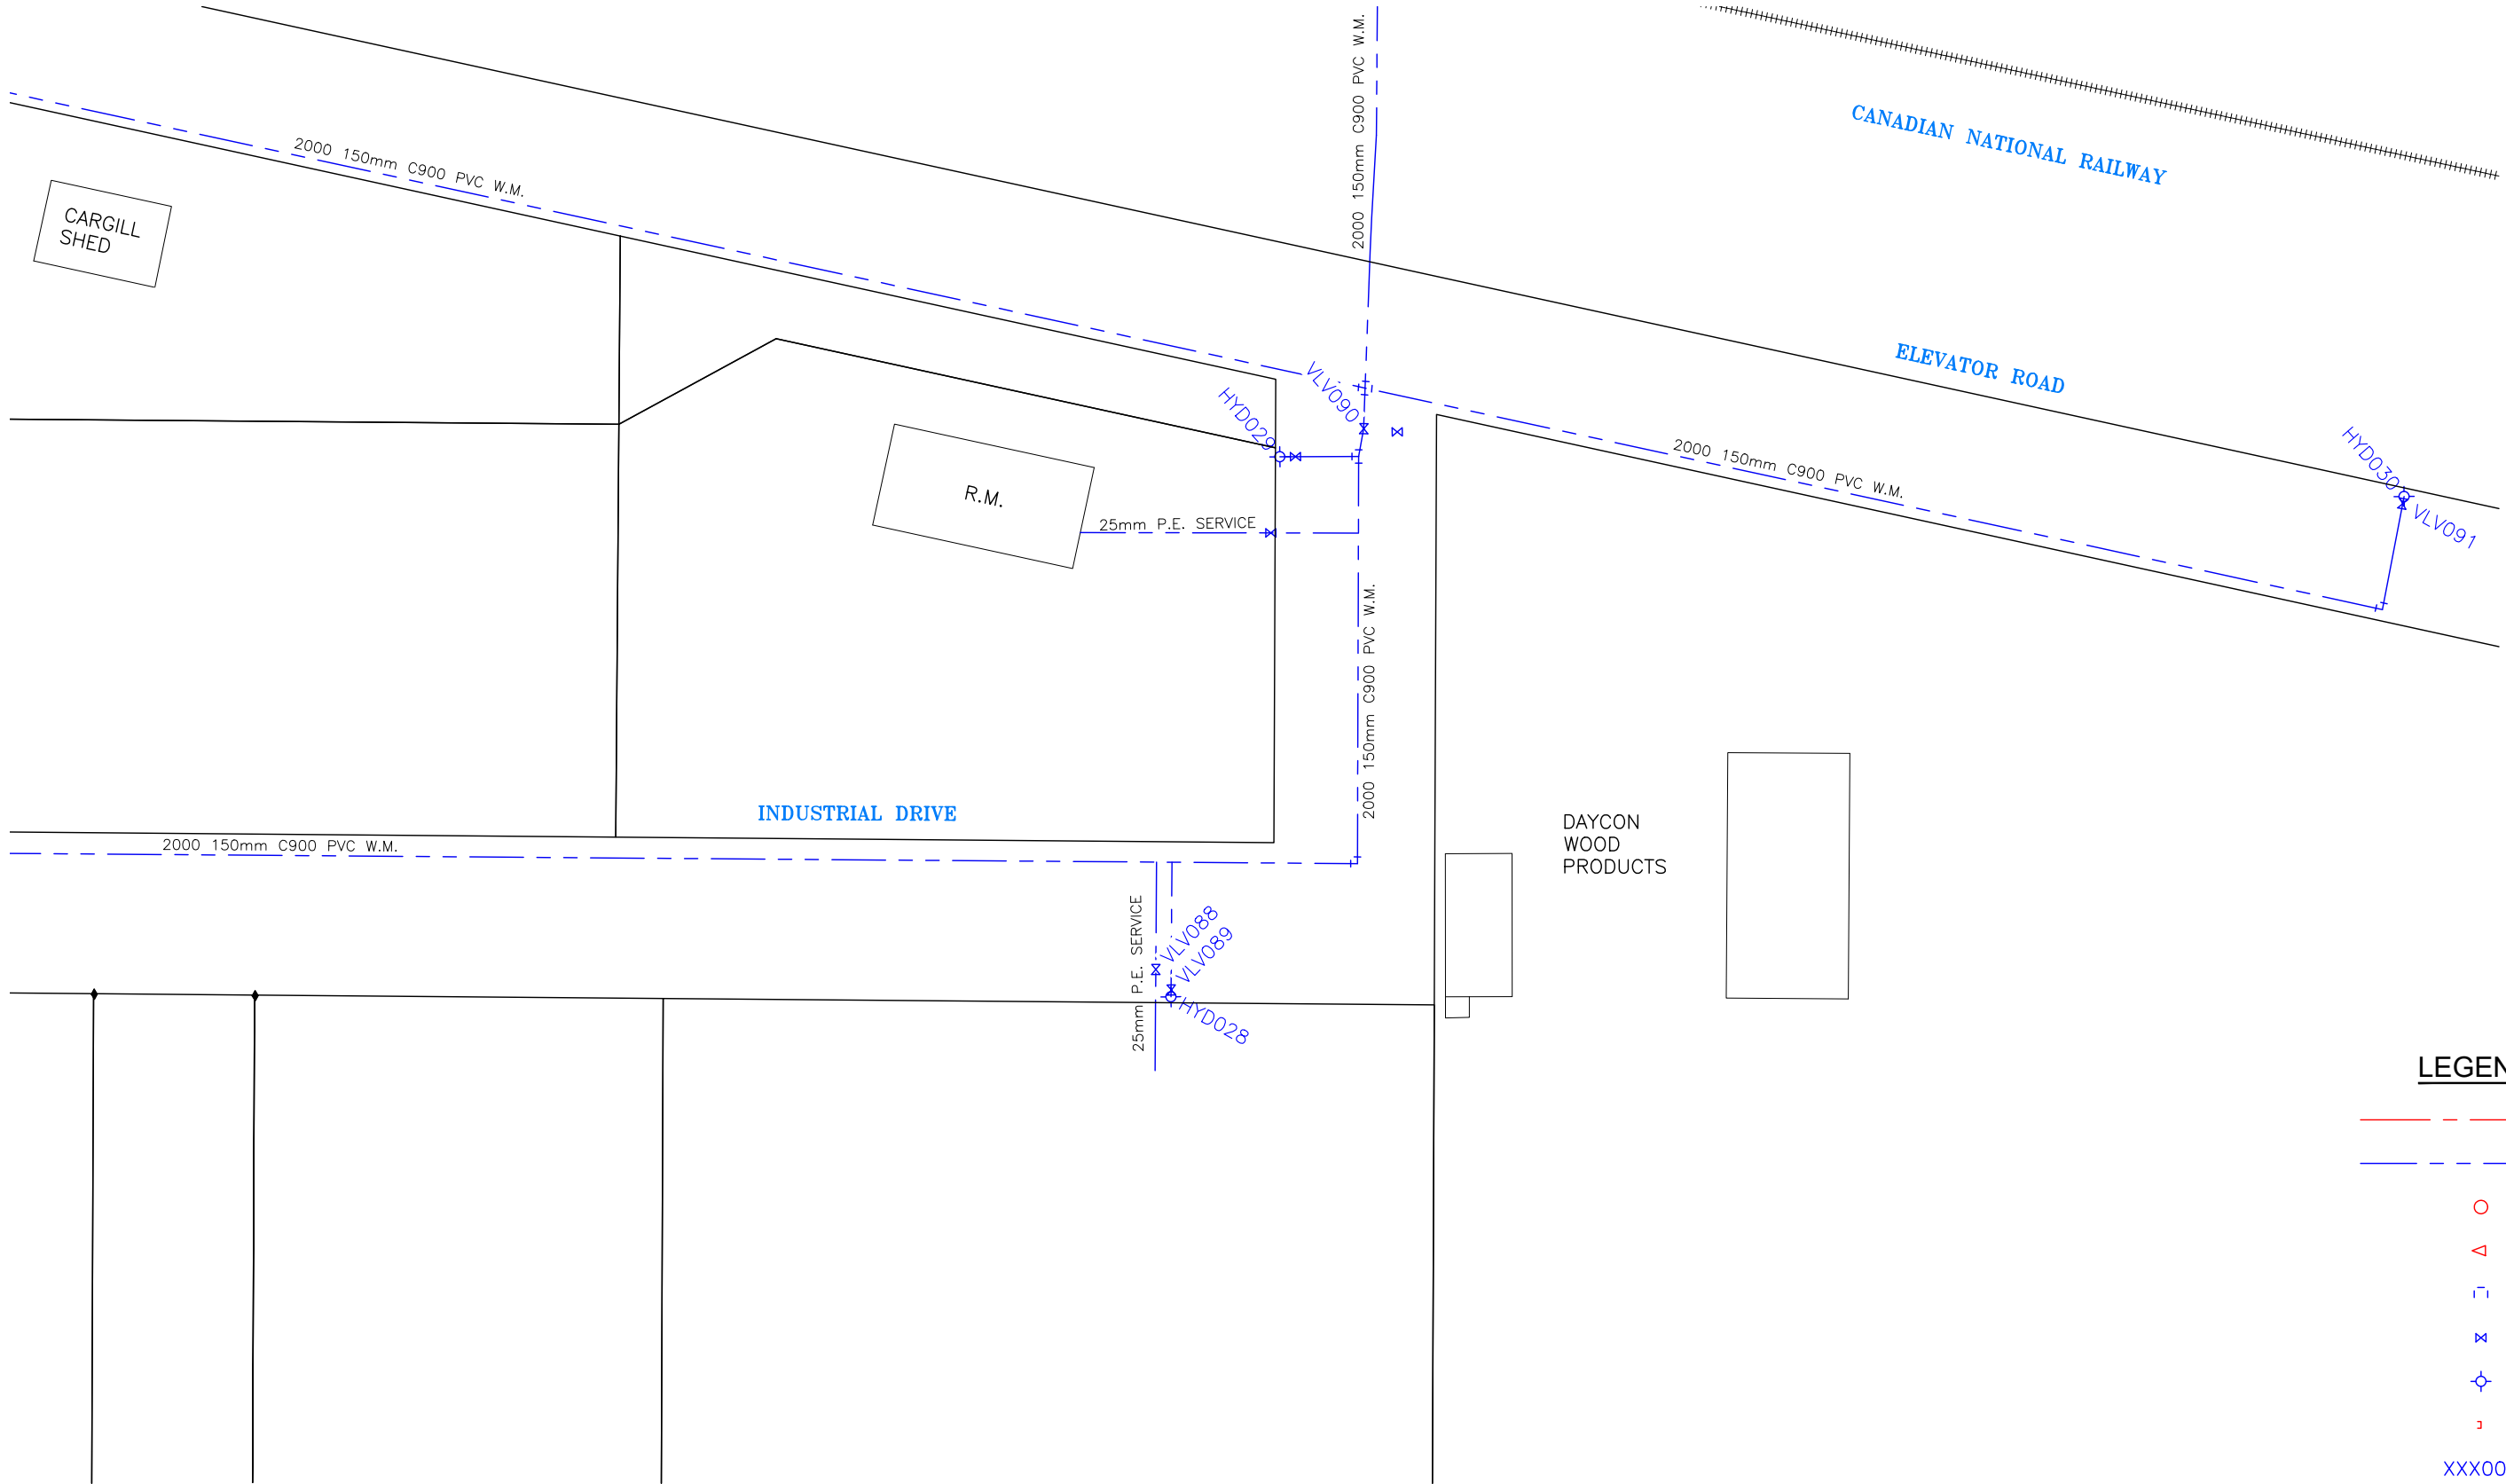 2000 150mm C900 PVC W.M.
CANADIAN NATIONAL RAILWAY
2000 150mm C900 PVC W.M.
CARGILL
SHED
ELEVATOR ROAD
VLV090
HYD029
2000 150mm C900 PVC W.M.
HYD030
VLV091
R.M.
25mm P.E. SERVICE
2000 150mm C900 PVC W.M.
INDUSTRIAL DRIVE
2000 150mm C900 PVC W.M.
DAYCON
WOOD
PRODUCTS
25mm P.E. SERVICE
VLV088
VLV089
HYD028
LEGEN
XXX00